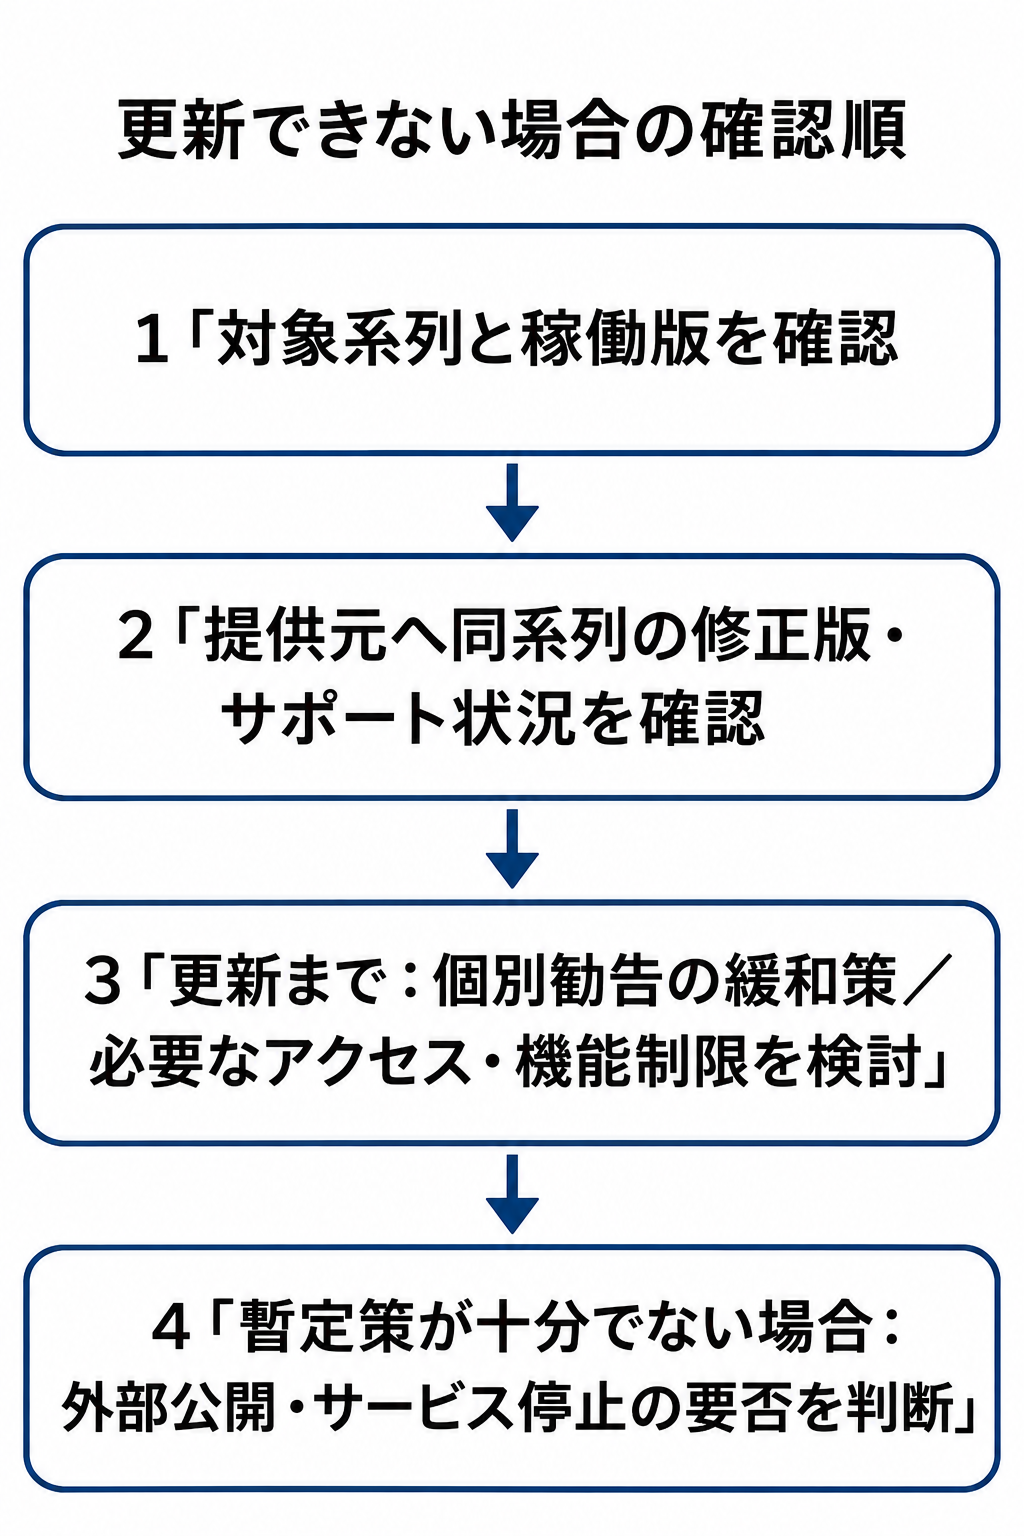 更新できない場合の確認順
1「対象系列と稼働版を確認
2「提供元へ同系列の修正版・
サポート状況を確認
3「更新まで：個別勧告の緩和策／
必要なアクセス・機能制限を検討」
4「暫定策が十分でない場合：
外部公開・サービス停止の要否を判断」